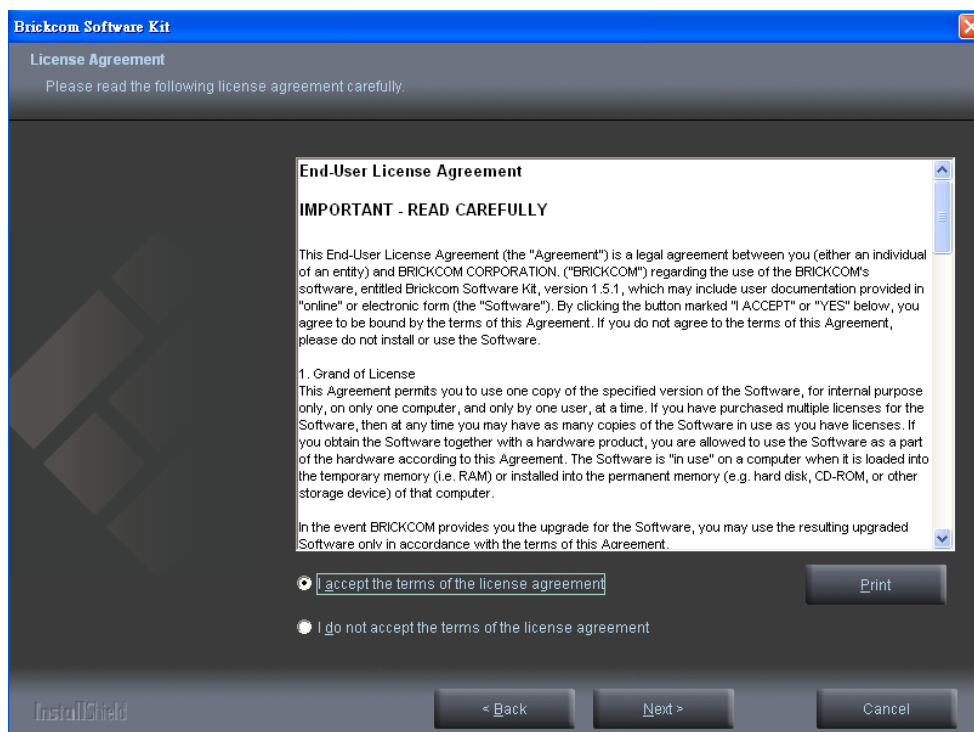 Brickcom Software Kit
License Agreement
Please read the following license agreement carefully.
End-User License Agreement
IMPORTANT - READ CAREFULLY
This End-User License Agreement (the "Agreement") is a legal agreement between you (either an individual
of an entity) and BRICKCOM CORPORATION. ("BRICKCOM") regarding the use of the BRICKCOM's
software, entitled Brickcom Software Kit, version 1.5.1, which may include user documentation provided in
"online" or electronic form (the "Software"). By clicking the button marked "I ACCEPT" or "YES" below, you
agree to be bound by the terms of this Agreement. If you do not agree to the terms of this Agreement,
please do not install or use the Software.
1. Grand of License
This Agreement permits you to use one copy of the specified version of the Software, for internal purpose
only, on only one computer, and only by one user, at a time. If you have purchased multiple licenses for the
Software, then at any time you may have as many copies of the Software in use as you have licenses. If
you obtain the Software together with a hardware product, you are allowed to use the Software as a part
of the hardware according to this Agreement. The Software is "in use" on a computer when it is loaded into
the temporary memory (i.e. RAM) or installed into the permanent memory (e.g. hard disk, CD-ROM, or other
storage device) of that computer.
In the event BRICKCOM provides you the upgrade for the Software, you may use the resulting upgraded
Software only in accordance with the terms of this Agreement.
I accept the terms of the license agreement
Print
I do not accept the terms of the license agreement
InstallShield
< Back
Next >
Cancel